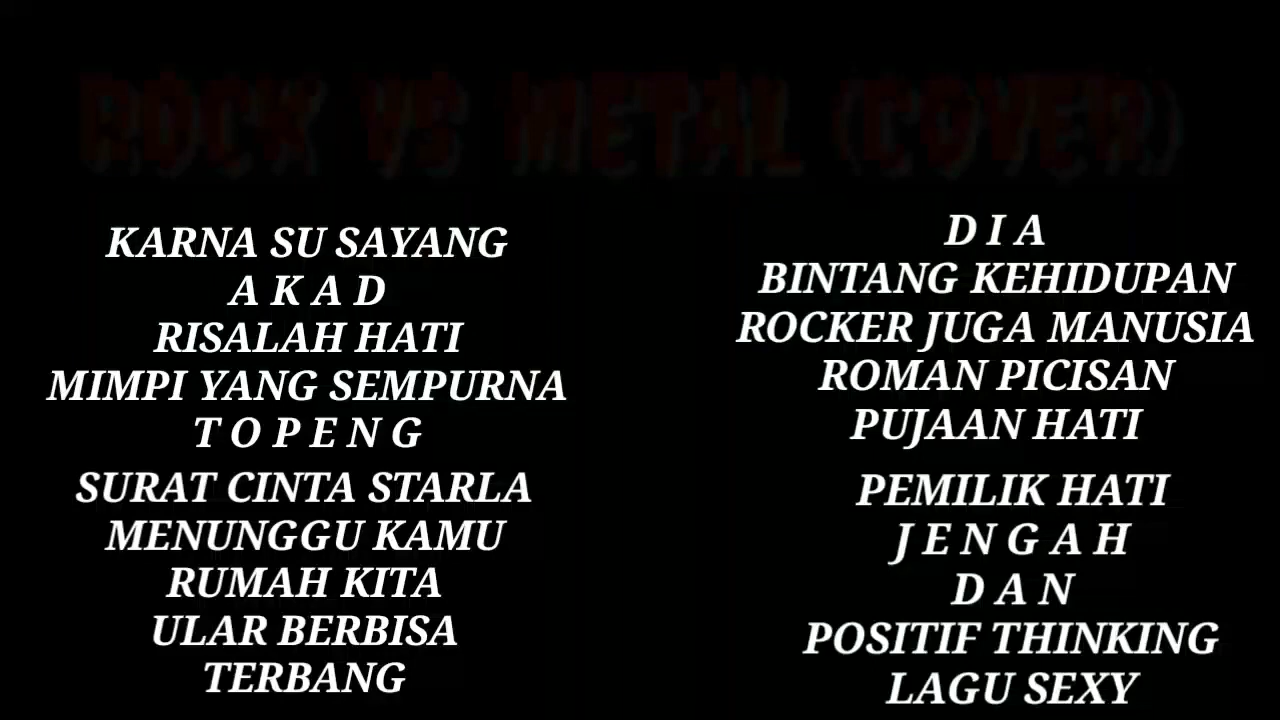 ROCK VS METAL (COVER)
KARNA SU SAYANG
A K A D
RISALAH HATI
MIMPI YANG SEMPURNA
T O P E N G
SURAT CINTA STARLA
MENUNGGU KAMU
RUMAH KITA
ULAR BERBISA
TERBANG
D I A
BINTANG KEHIDUPAN
ROCKER JUGA MANUSIA
ROMAN PICISAN
PUJAAN HATI
PEMILIK HATI
J E N G A H
D A N
POSITIF THINKING
LAGU SEXY